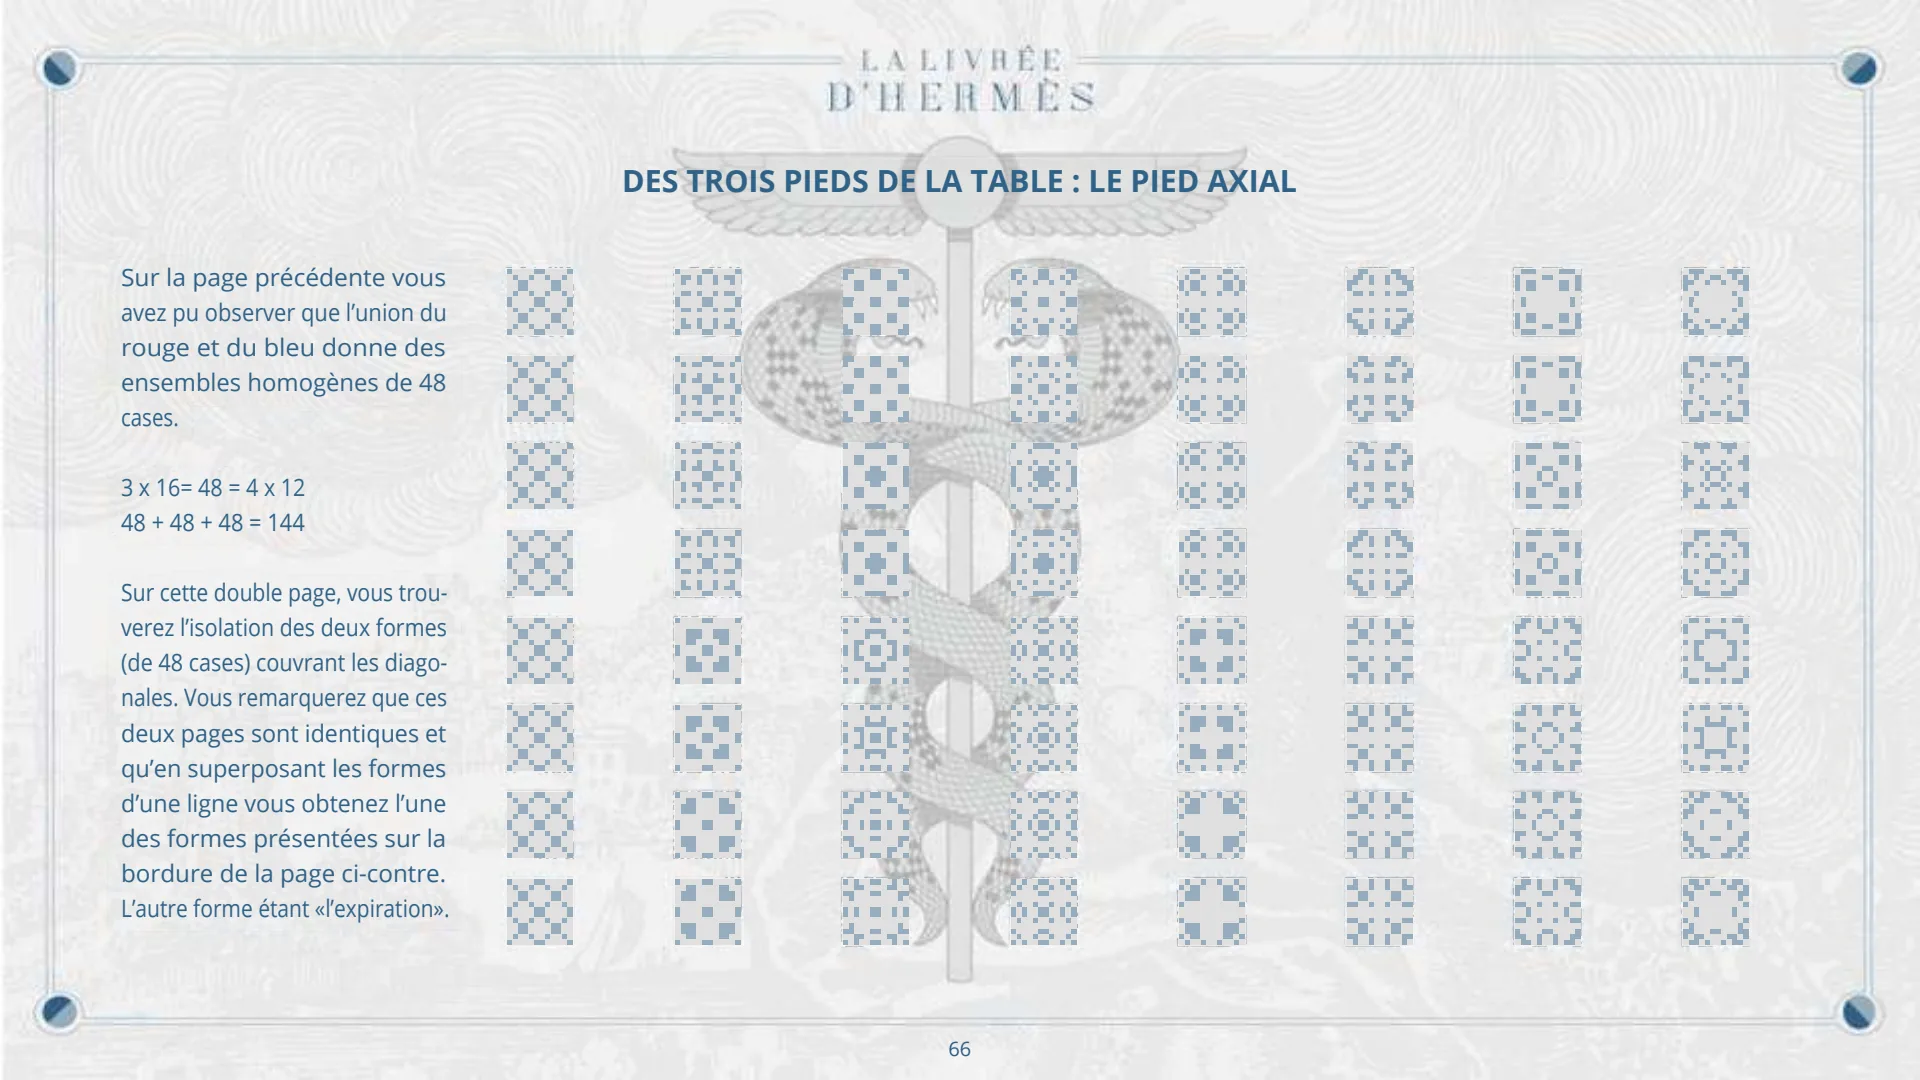 LA LIVRÉE
D'HERMÈS
DES TROIS PIEDS DE LA TABLE : LE PIED AXIAL
Sur la page précédente vous
avez pu observer que l’union du
rouge et du bleu donne des
ensembles homogènes de 48
cases.
3 x 16= 48 = 4 x 12
48 + 48 + 48 = 144
Sur cette double page, vous trou-
verez l’isolation des deux formes
(de 48 cases) couvrant les diago-
nales. Vous remarquerez que ces
deux pages sont identiques et
qu’en superposant les formes
d’une ligne vous obtenez l’une
des formes présentées sur la
bordure de la page ci-contre.
L’autre forme étant «l’expiration».
66